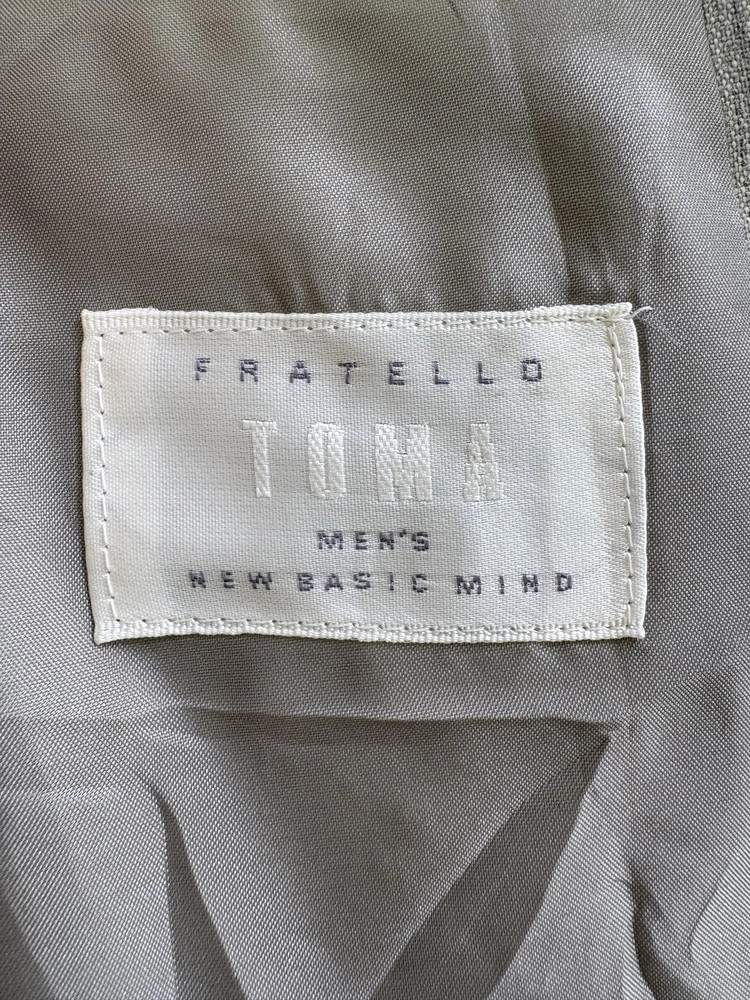 FRATELLO
TOMA
MEN'S
NEW BASIC MIND